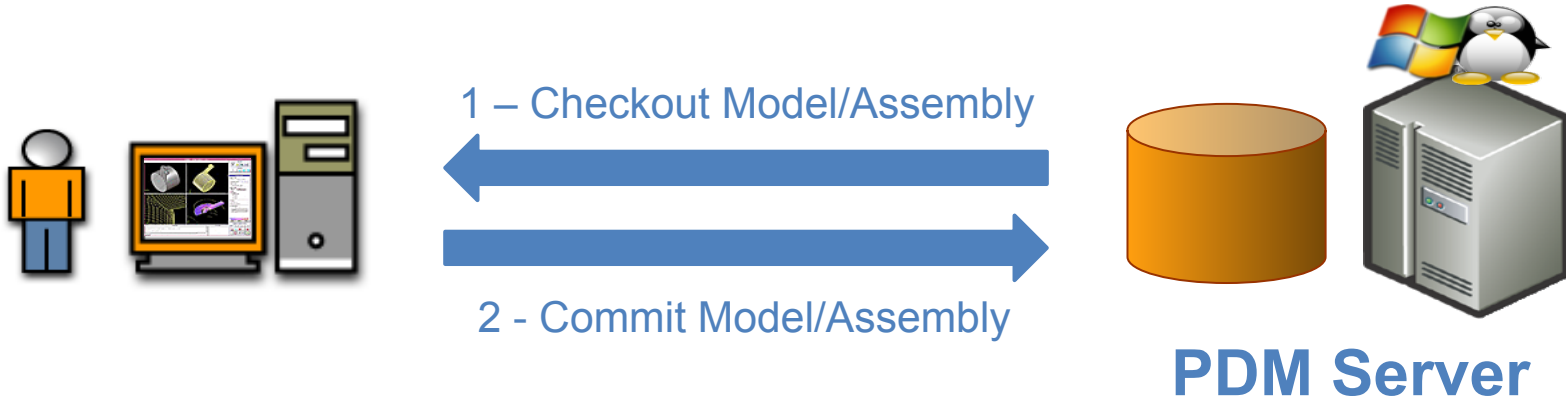 1 – Checkout Model/Assembly
2 - Commit Model/Assembly
PDM Server